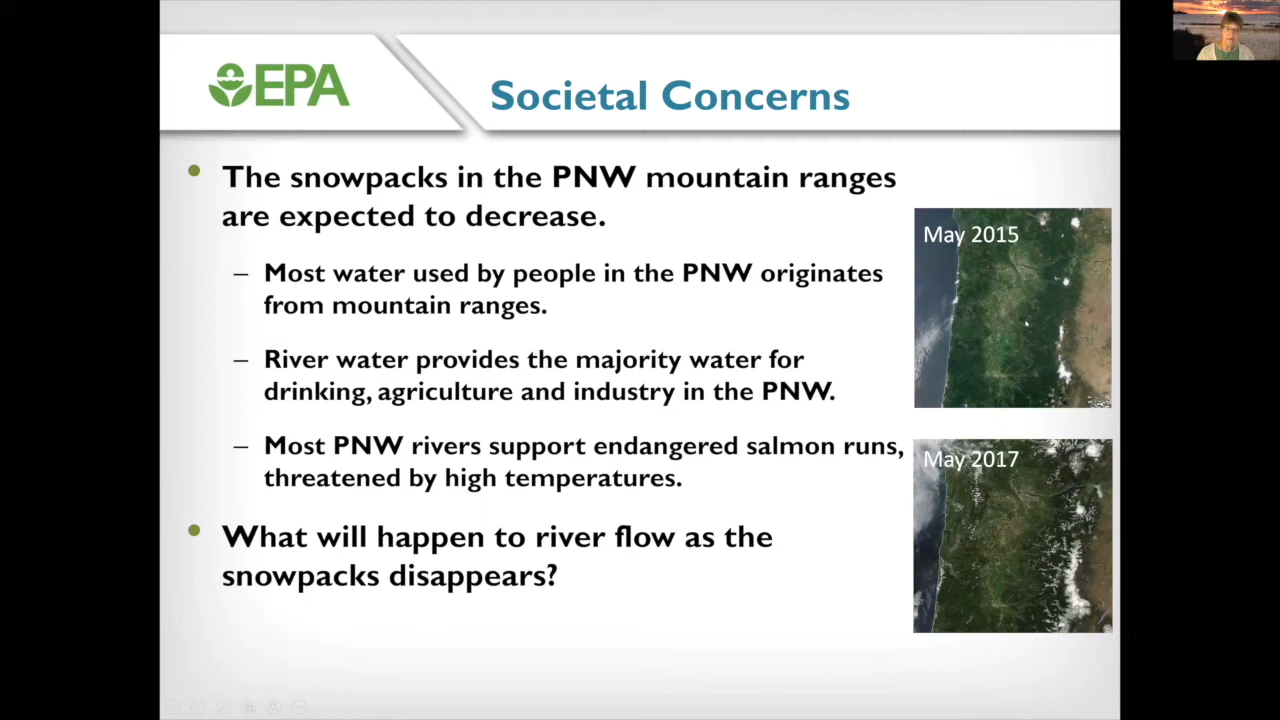 EPA
Societal Concerns
• The snowpacks in the PNW mountain ranges
are expected to decrease.
– Most water used by people in the PNW originates
from mountain ranges.
– River water provides the majority water for
drinking, agriculture and industry in the PNW.
– Most PNW rivers support endangered salmon runs,
threatened by high temperatures.
• What will happen to river flow as the
snowpacks disappears?
May 2015
May 2017